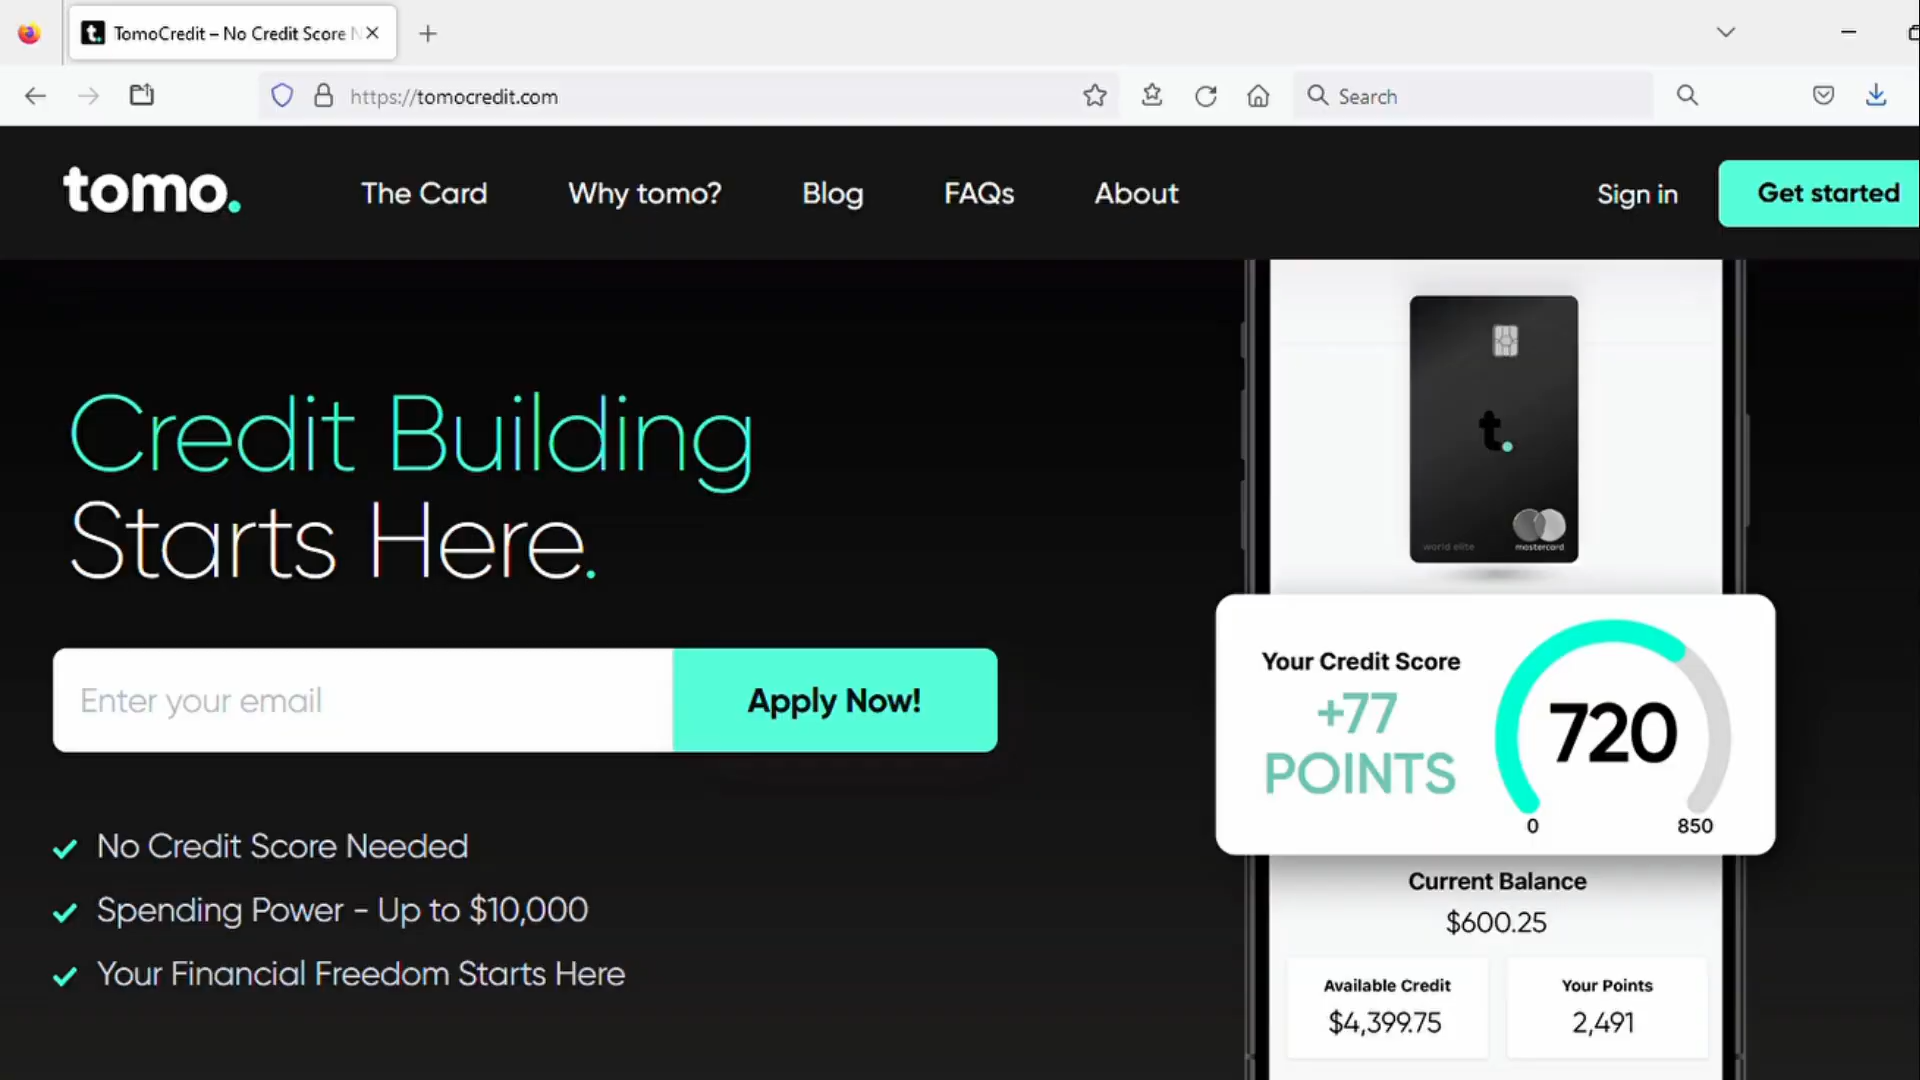 TomoCredit – No Credit Score N
https://tomocredit.com
Search
tomo.
The Card
Why tomo?
Blog
FAQs
About
Sign in
Get started
Credit Building
Starts Here.
Enter your email
Apply Now!
No Credit Score Needed
Spending Power - Up to $10,000
Your Financial Freedom Starts Here
t.
world elite
mastercard
Your Credit Score
+77
POINTS
720
0
850
Current Balance
$600.25
Available Credit
$4,399.75
Your Points
2,491